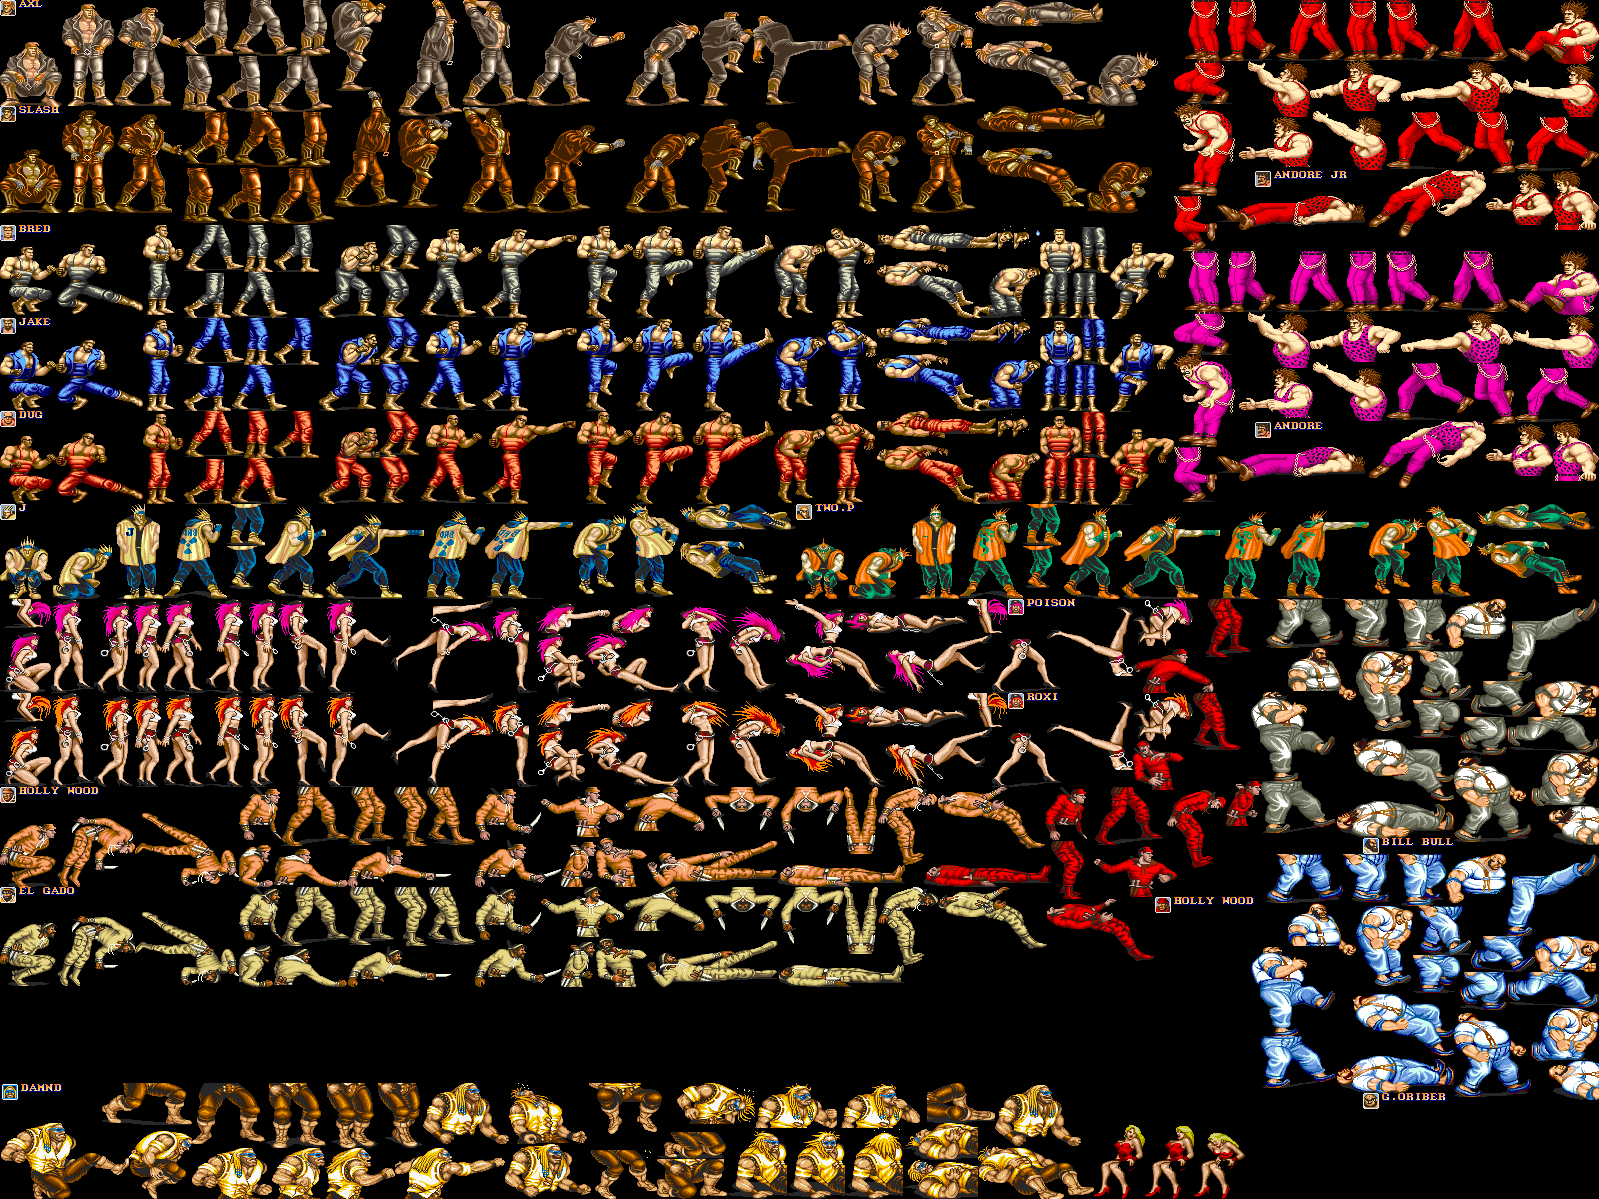 AXL
SLASH
ANDORE JR
BRED
JAKE
DUG
ANDORE
J
TWO.P
J
POISON
ROXI
HOLLY WOOD
BILL BULL
EL GADO
HOLLY WOOD
DAMND
G.ORIBER